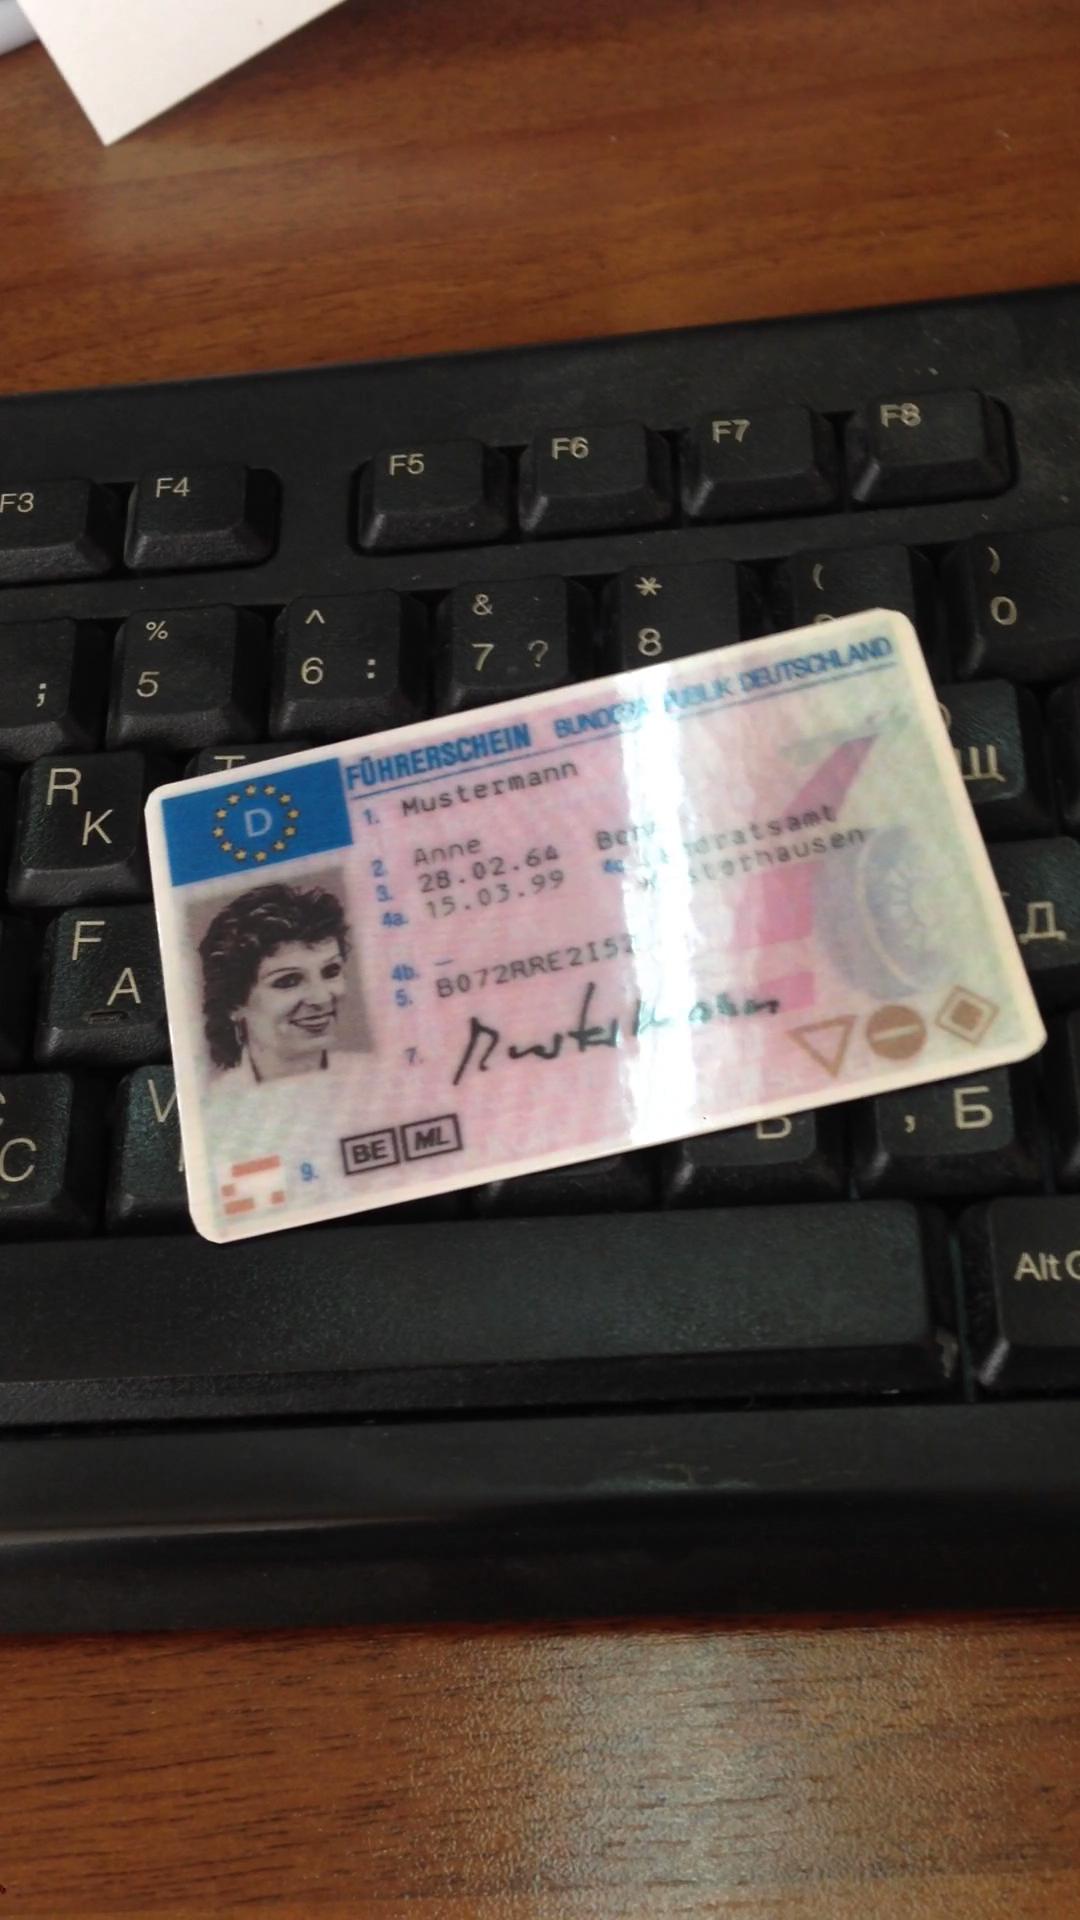 F3 F4 F5 F6 F7 F8
; % 5 ^ 6 : & 7 ? * 8 ( ) 0
R K Щ
F A Д
C V , Б
Alt
D
FÜHRERSCHEIN DEUTSCHLAND
1. Mustermann
2. Anne
3. 28.02.64
4a. 15.03.99 4c.
4b. –
5.
7.
9. BE ML